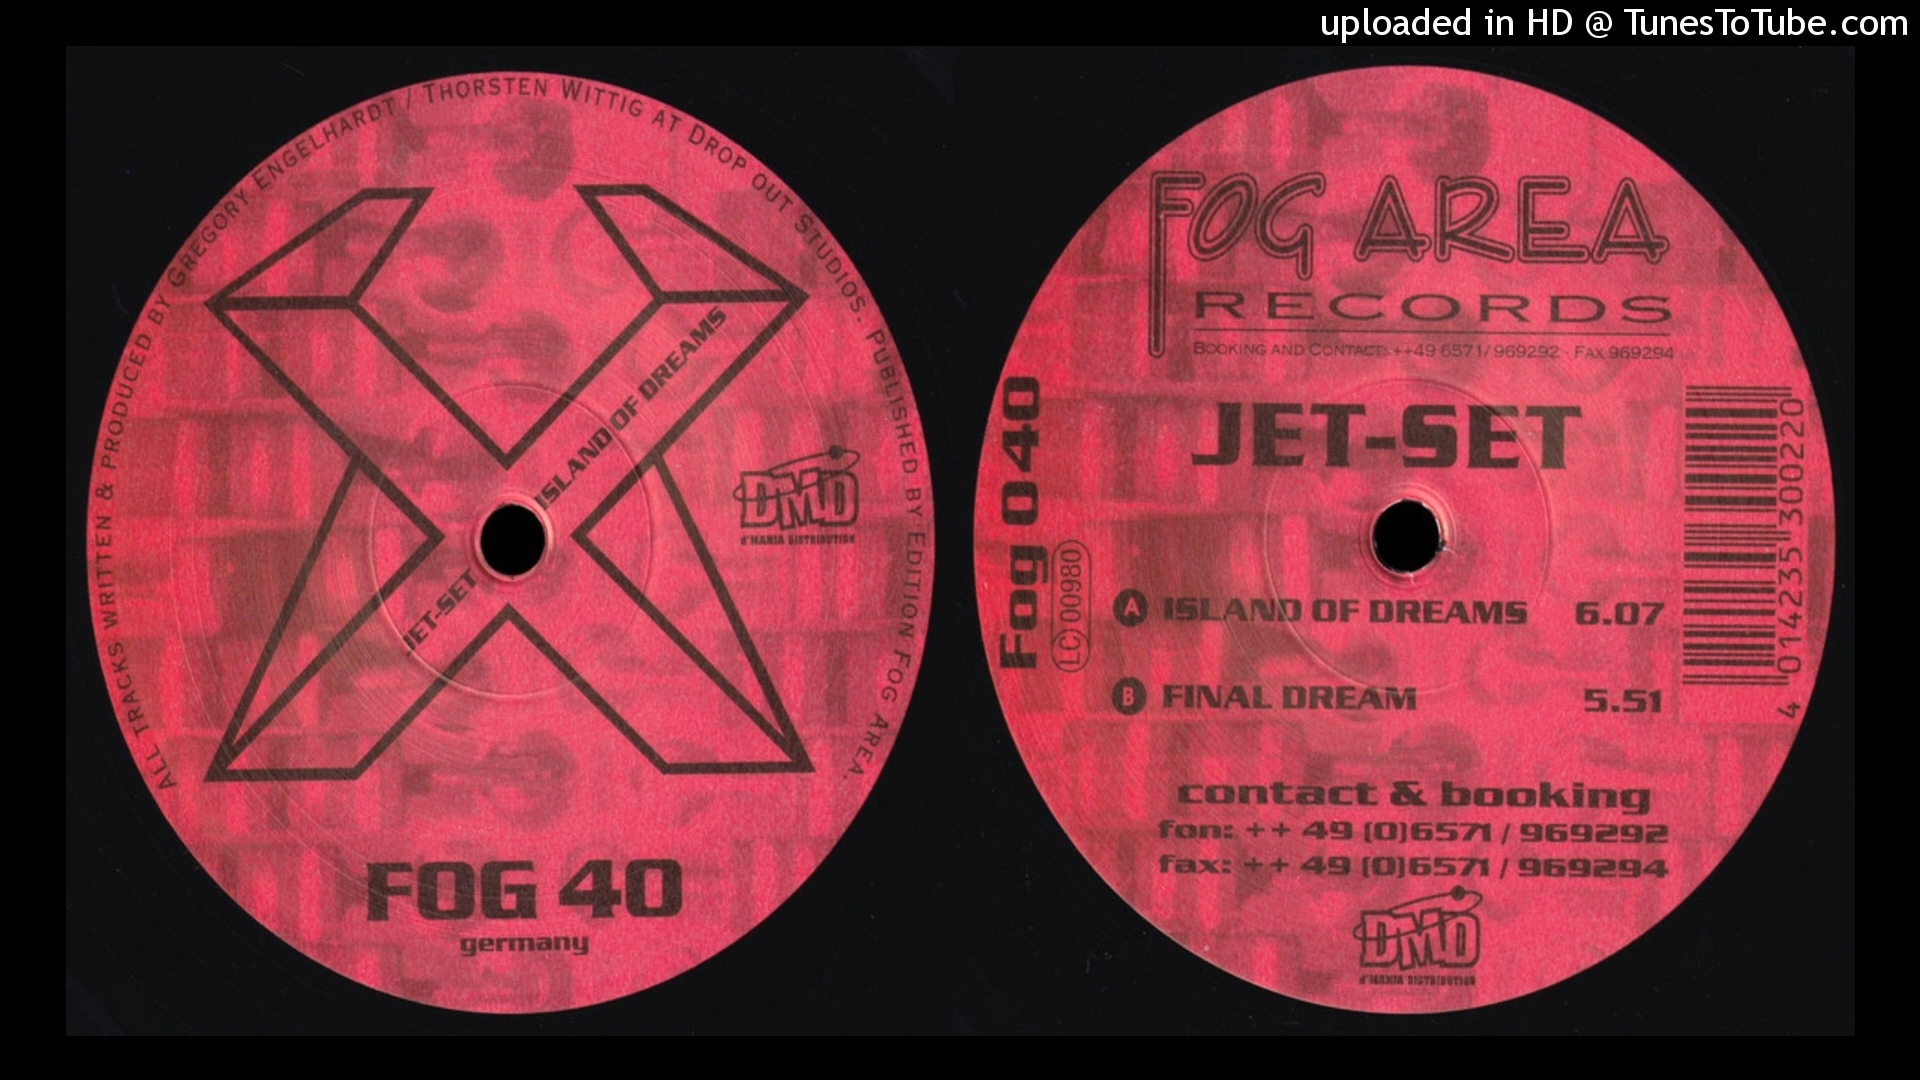 uploaded in HD @ TunesToTube.com
ALL TRACKS WRITTEN & PRODUCED BY GREGORY ENGELHARDT / THORSTEN WITTIG AT DROP OUT STUDIOS. PUBLISHED BY EDITION FOG AREA.
JET-SET ISLAND OF DREAMS
DMD
d'MANIA DISTRIBUTION
FOG 40
germany
FOG AREA
RECORDS
BOOKING AND CONTACT: ++49 6571/969292 · FAX 969294
Fog 040
LC 00980
JET-SET
A ISLAND OF DREAMS 6.07
B FINAL DREAM 5.51
4 014235 300220
contact & booking
fon: ++ 49 (0)6571 / 969292
fax: ++ 49 (0)6571 / 969294
DMD
d'MANIA DISTRIBUTION